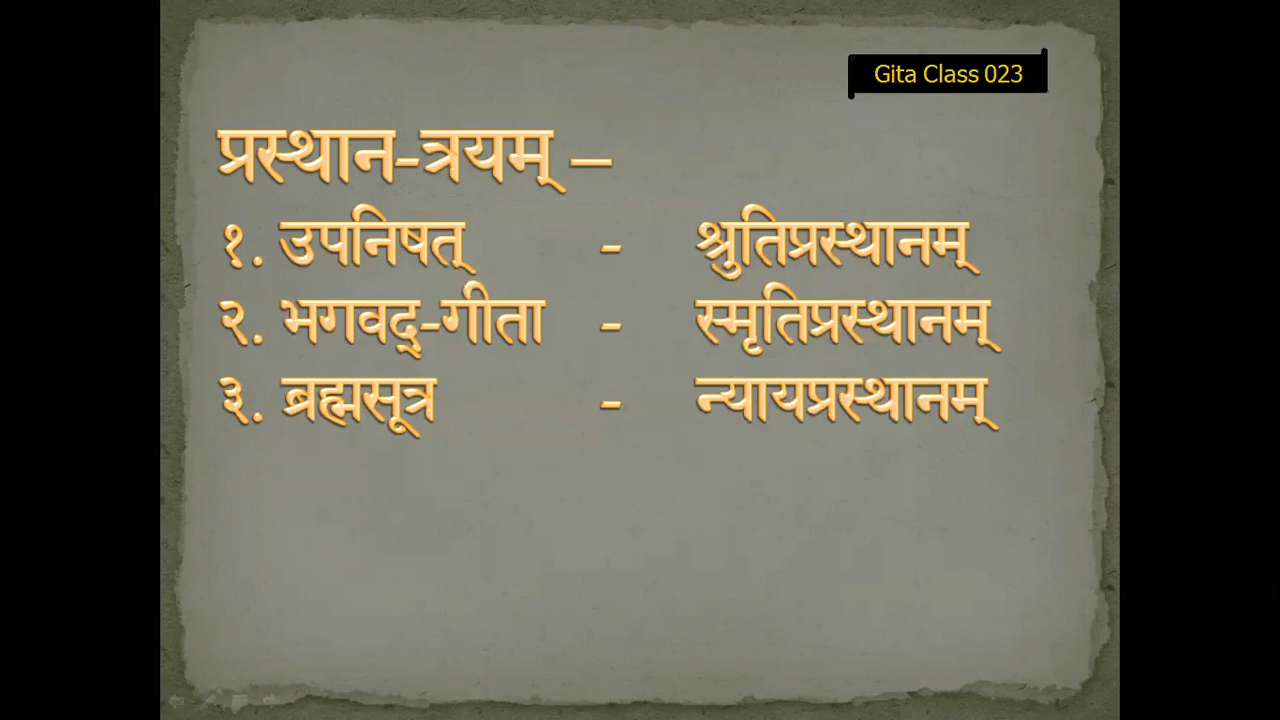 Gita Class 023
प्रस्थान-त्रयम् –
१. उपनिषत् - श्रुतिप्रस्थानम्
२. भगवद्-गीता - स्मृतिप्रस्थानम्
३. ब्रह्मसूत्र - न्यायप्रस्थानम्